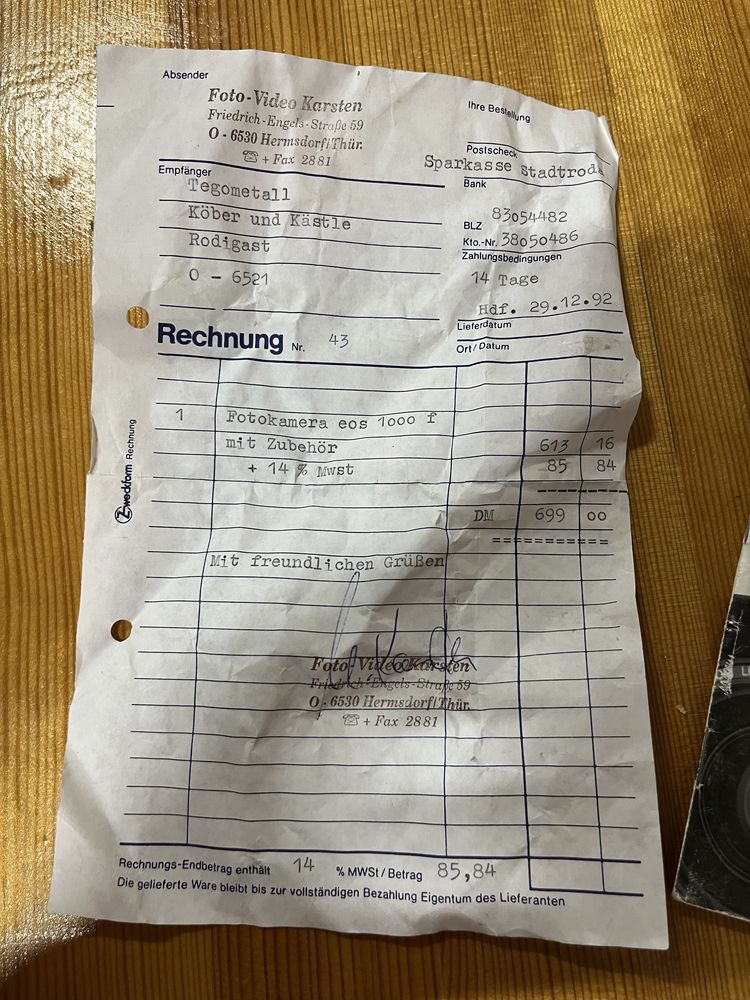 Absender
Foto-Video Karsten
Friedrich-Engels-Straße 59
O - 6530 Hermsdorf/Thür.
☎ + Fax 2881
Ihre Bestellung
Postscheck
Sparkasse Stadtroda
Bank
BLZ 83054482
Kto.-Nr. 38050486
Zahlungsbedingungen
14 Tage
Hdf. 29.12.92
Lieferdatum
Ort/Datum
Empfänger
Tegometall
Köber und Kästle
Rodigast
O - 6521
Rechnung Nr. 43
1 Fotokamera eos 1000 f
mit Zubehör 613 16
+ 14 % Mwst 85 84
DM 699 oo
Mit freundlichen Grüßen
Foto-Video Karsten
Friedrich-Engels-Straße 59
O - 6530 Hermsdorf/Thür.
☎ + Fax 2881
Zweckform Rechnung
Rechnungs-Endbetrag enthält 14 % MWSt / Betrag 85,84
Die gelieferte Ware bleibt bis zur vollständigen Bezahlung Eigentum des Lieferanten